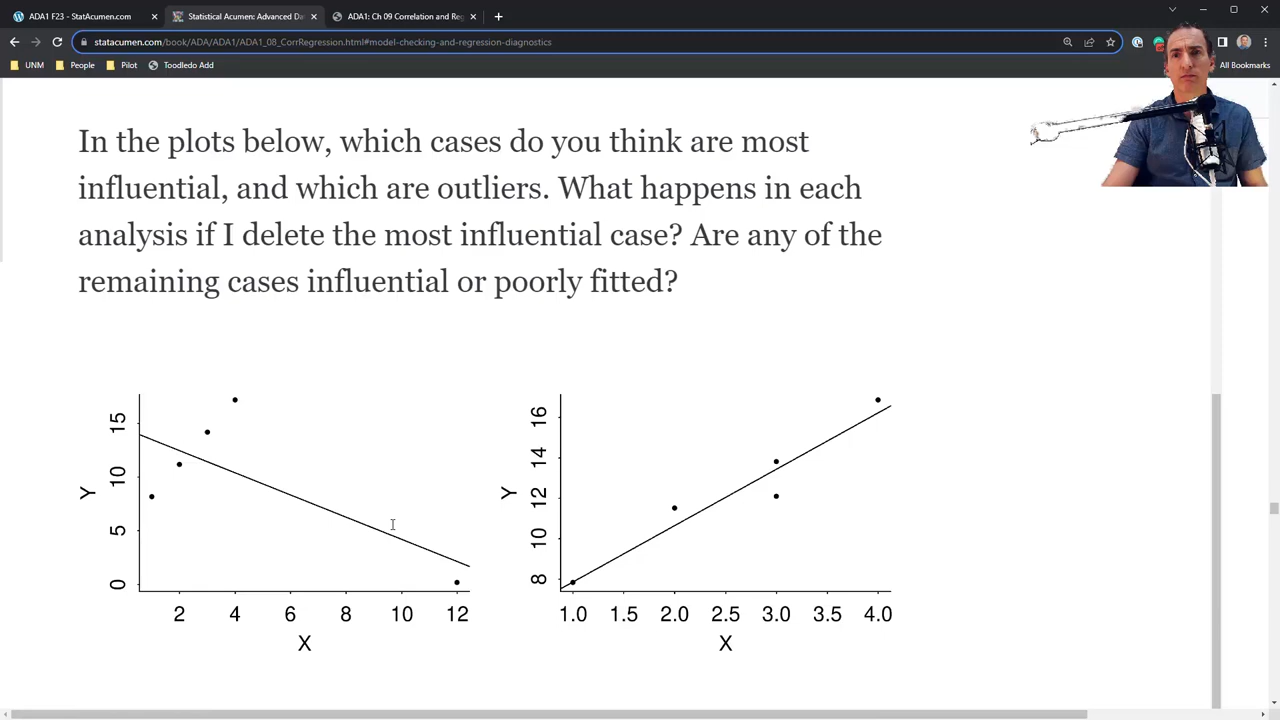 ADA1 F23 - StatAcumen.com
Statistical Acumen: Advanced Da
ADA1: Ch 09 Correlation and Reg
statacumen.com/book/ADA/ADA1/ADA1_08_CorrRegression.html#model-checking-and-regression-diagnostics
UNM
People
Pilot
Toodledo Add
All Bookmarks
In the plots below, which cases do you think are most
influential, and which are outliers. What happens in each
analysis if I delete the most influential case? Are any of the
remaining cases influential or poorly fitted?
15
10
5
0
Y
2 4 6 8 10 12
X
16
14
12
10
8
Y
1.0 1.5 2.0 2.5 3.0 3.5 4.0
X